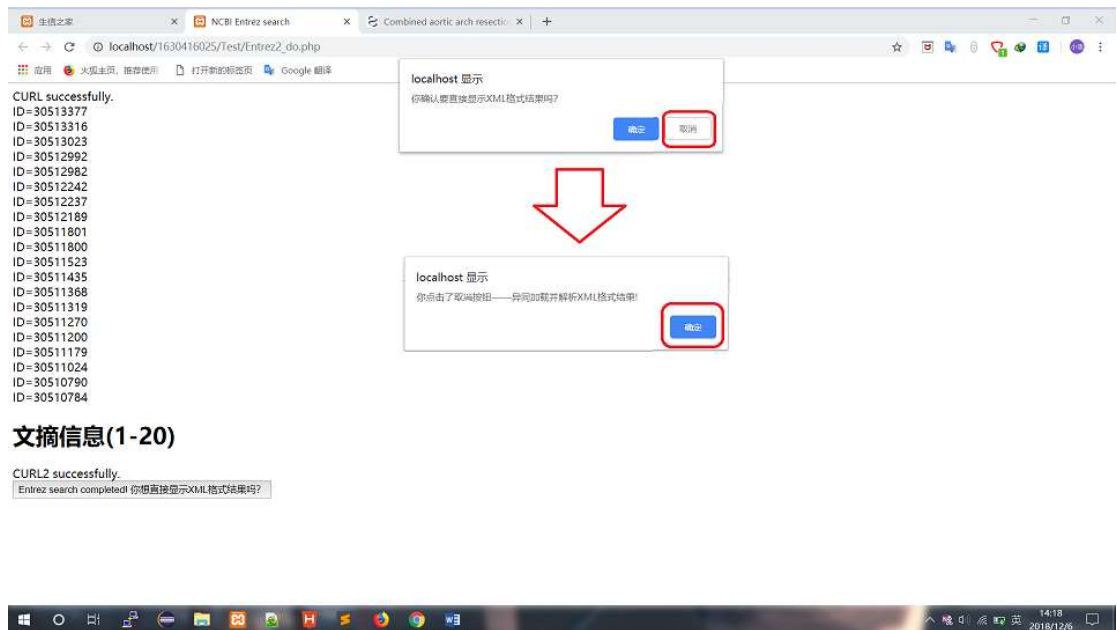 生信之家
NCBI Entrez search
Combined aortic arch resectio
localhost/1630416025/Test/Entrez2_do.php
应用
火狐主页, 推荐使用
打开新的标签页
Google 翻译
CURL successfully.
ID=30513377
ID=30513316
ID=30513023
ID=30512992
ID=30512982
ID=30512242
ID=30512237
ID=30512189
ID=30511801
ID=30511800
ID=30511523
ID=30511435
ID=30511368
ID=30511319
ID=30511270
ID=30511200
ID=30511179
ID=30511024
ID=30510790
ID=30510784
文摘信息(1-20)
CURL2 successfully.
Entrez search completed! 你想直接显示XML格式结果吗?
localhost 显示
你确认要直接显示XML格式结果吗?
确定
取消
localhost 显示
你点击了取消按钮——异同加载并解析XML格式结果!
确定
英
14:18
2018/12/6